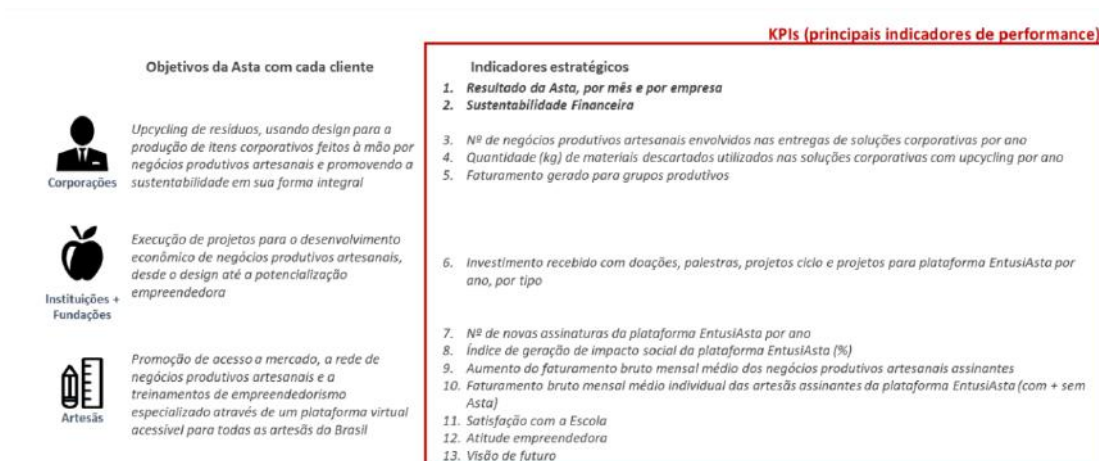 KPIs (principais indicadores de performance)
Objetivos da Asta com cada cliente
Indicadores estratégicos
1. Resultado da Asta, por mês e por empresa
2. Sustentabilidade Financeira
Corporações
Upcycling de resíduos, usando design para a
produção de itens corporativos feitos à mão por
negócios produtivos artesanais e promovendo a
sustentabilidade em sua forma integral
3. Nº de negócios produtivos artesanais envolvidos nas entregas de soluções corporativas por ano
4. Quantidade (kg) de materiais descartados utilizados nas soluções corporativas com upcycling por ano
5. Faturamento gerado para grupos produtivos
Instituições +
Fundações
Execução de projetos para o desenvolvimento
econômico de negócios produtivos artesanais,
desde o design até a potencialização
empreendedora
6. Investimento recebido com doações, palestras, projetos ciclo e projetos para plataforma EntusiAsta por
ano, por tipo
Artesãs
Promoção de acesso a mercado, a rede de
negócios produtivos artesanais e a
treinamentos de empreendedorismo
especializado através de um plataforma virtual
acessível para todas as artesãs do Brasil
7. Nº de novas assinaturas da plataforma EntusiAsta por ano
8. Índice de geração de impacto social da plataforma EntusiAsta (%)
9. Aumento do faturamento bruto mensal médio dos negócios produtivos artesanais assinantes
10. Faturamento bruto mensal médio individual das artesãs assinantes da plataforma EntusiAsta (com + sem
Asta)
11. Satisfação com a Escola
12. Atitude empreendedora
13. Visão de futuro